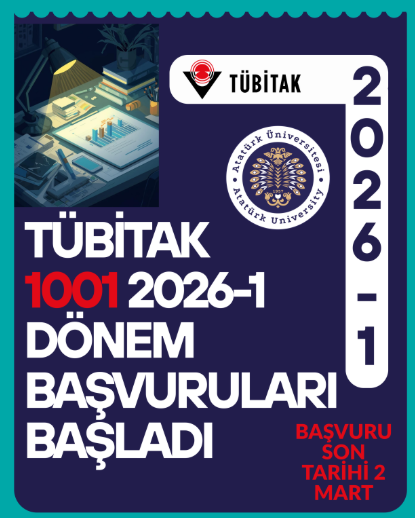 TÜBİTAK
2026-1
Atatürk Üniversitesi
Atatürk University
TÜBİTAK
1001 2026-1
DÖNEM
BAŞVURULARI
BAŞLADI
BAŞVURU
SON
TARİHİ 2
MART